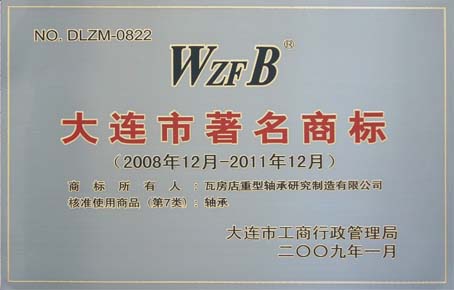 NO. DLZM-0822
WZFB®
大连市著名商标
（2008年12月-2011年12月）
商标所有人：瓦房店重型轴承研究制造有限公司
核准使用商品（第7类）：轴承
大连市工商行政管理局
二〇〇九年一月